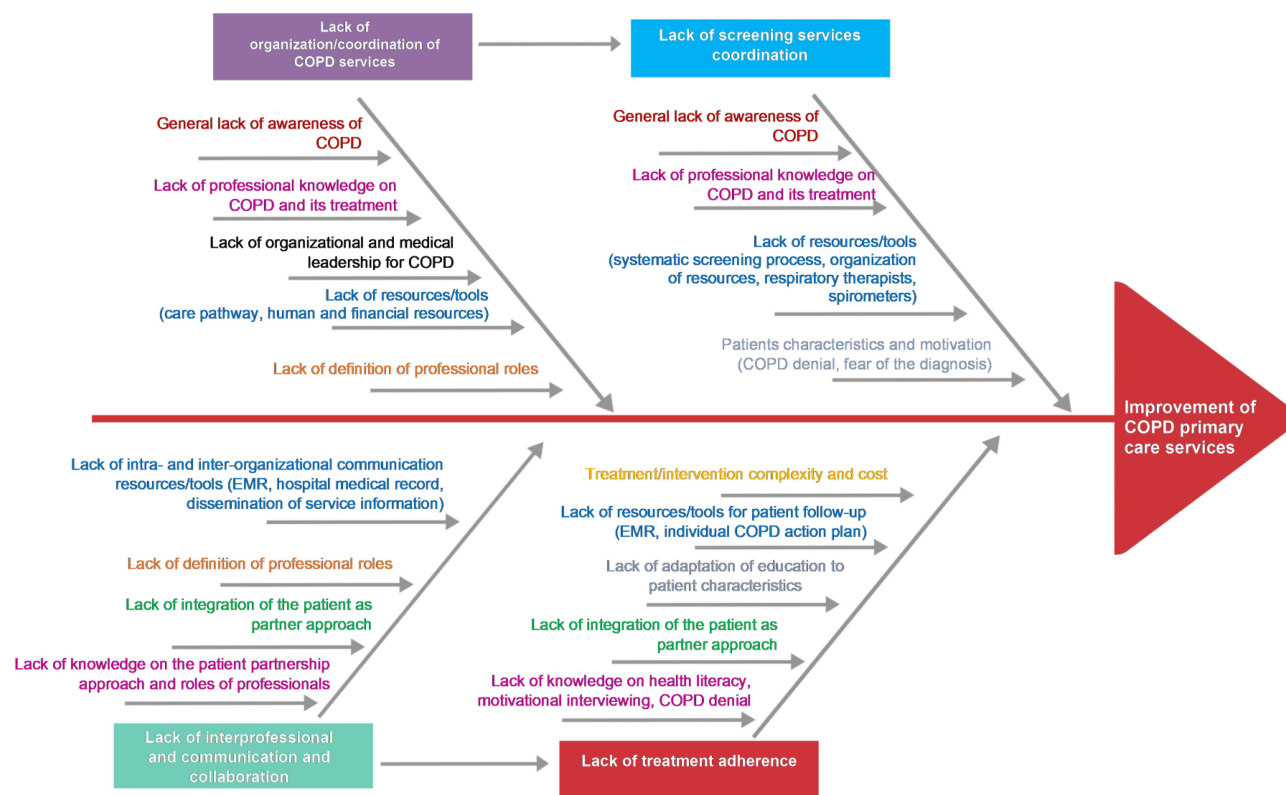 Lack of
organization/coordination of
COPD services
Lack of screening services
coordination
General lack of awareness of
COPD
Lack of professional knowledge on
COPD and its treatment
Lack of organizational and medical
leadership for COPD
Lack of resources/tools
(care pathway, human and financial resources)
Lack of definition of professional roles
General lack of awareness of
COPD
Lack of professional knowledge on
COPD and its treatment
Lack of resources/tools
(systematic screening process, organization
of resources, respiratory therapists,
spirometers)
Patients characteristics and motivation
(COPD denial, fear of the diagnosis)
Improvement of
COPD primary
care services
Lack of intra- and inter-organizational communication
resources/tools (EMR, hospital medical record,
dissemination of service information)
Lack of definition of professional roles
Lack of integration of the patient as
partner approach
Lack of knowledge on the patient partnership
approach and roles of professionals
Treatment/intervention complexity and cost
Lack of resources/tools for patient follow-up
(EMR, individual COPD action plan)
Lack of adaptation of education to
patient characteristics
Lack of integration of the patient as
partner approach
Lack of knowledge on health literacy,
motivational interviewing, COPD denial
Lack of interprofessional
and communication and
collaboration
Lack of treatment adherence